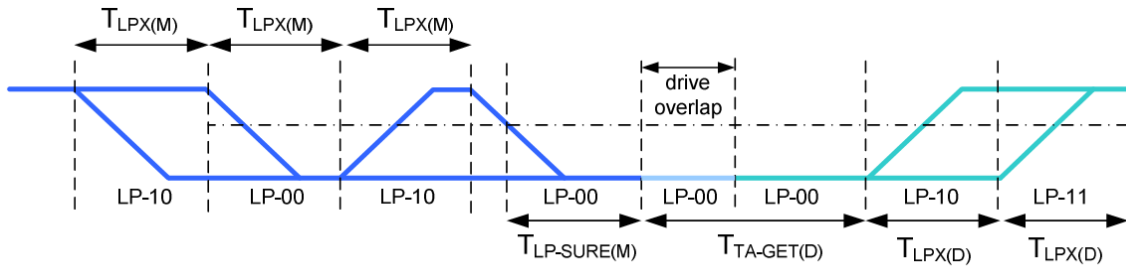 TLPX(M) TLPX(M) TLPX(M)
drive
overlap
LP-10 LP-00 LP-10 LP-00 LP-00 LP-00 LP-10 LP-11
TLP-SURE(M) TTA-GET(D) TLPX(D) TLPX(D)